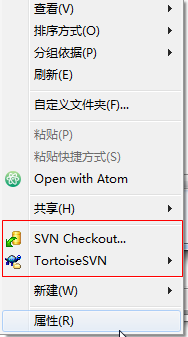 查看(V)
排序方式(O)
分组依据(P)
刷新(E)
自定义文件夹(F)...
粘贴(P)
粘贴快捷方式(S)
Open with Atom
共享(H)
SVN Checkout...
TortoiseSVN
新建(W)
属性(R)